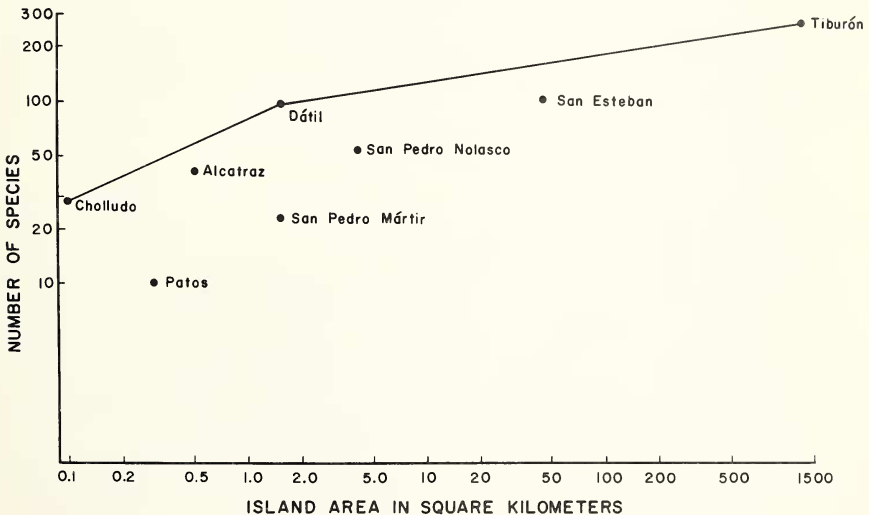 300
200
100
50
20
10
NUMBER OF SPECIES
Tiburón
San Esteban
Dátil
San Pedro Nolasco
Alcatraz
Cholludo
San Pedro Mártir
Patos
0.1 0.2 0.5 1.0 2.0 5.0 10 20 50 100 200 500 1500
ISLAND AREA IN SQUARE KILOMETERS